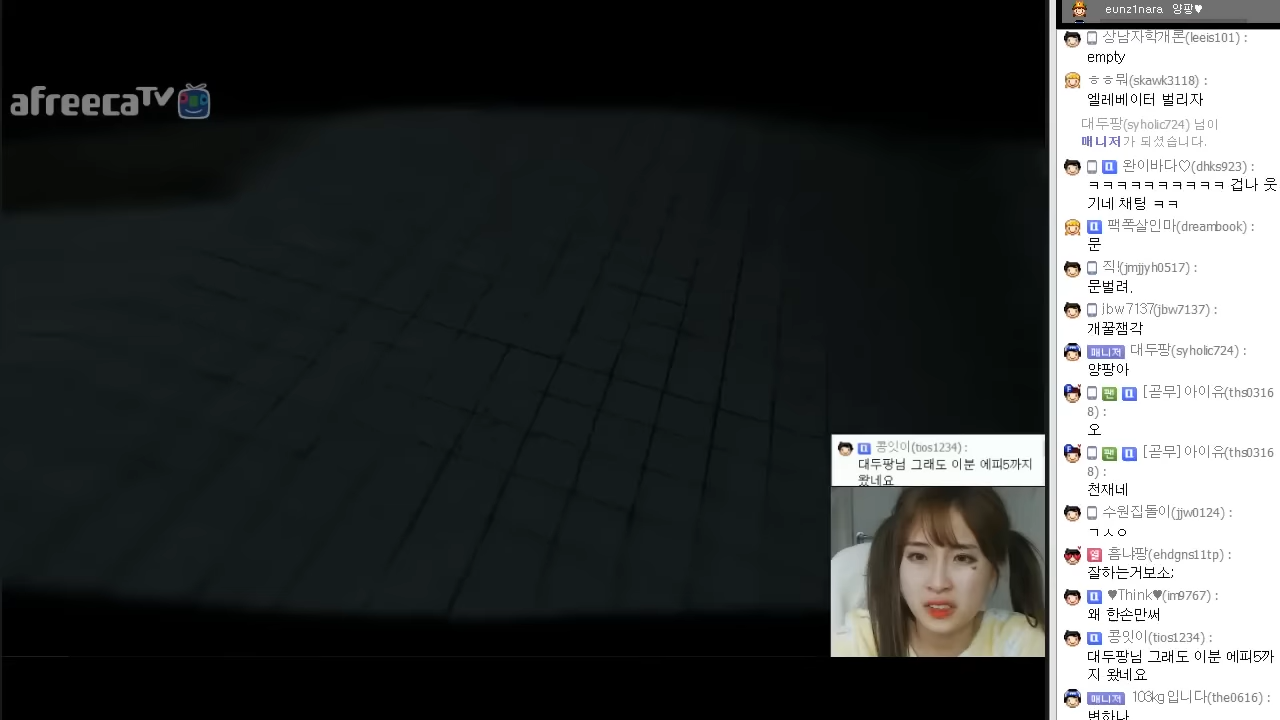 afreecaTV
eunz1nara 양팡♥
상남자학개론(leeis101) :
empty
ㅎㅎ뭐(skawk3118) :
엘레베이터 벌리자
대두팡(syholic724) 님이
매니저가 되셨습니다.
완이바다♡(dhks923) :
ㅋㅋㅋㅋㅋㅋㅋㅋㅋㅋ 겁나 웃
기네 채팅 ㅋㅋ
팩폭살인마(dreambook) :
문
직!(jmjjyh0517) :
문벌려.
jbw7137(jbw7137) :
개꿀잼각
매니저 대두팡(syholic724) :
양팡아
팬 [곧무]아이유(ths0316
8) :
오
팬 [곧무]아이유(ths0316
8) :
천재네
수원집돌이(jjw0124) :
ㄱㅅㅇ
열 흠냐팡(ehdgns11tp) :
잘하는거보소;
♥Think♥(im9767) :
왜 한손만써
콩잇이(tios1234) :
대두팡님 그래도 이분 에피5까
지 왔네요
매니저 103kg입니다(the0616) :
변하나
콩잇이(tios1234) :
대두팡님 그래도 이분 에피5까지
왔네요